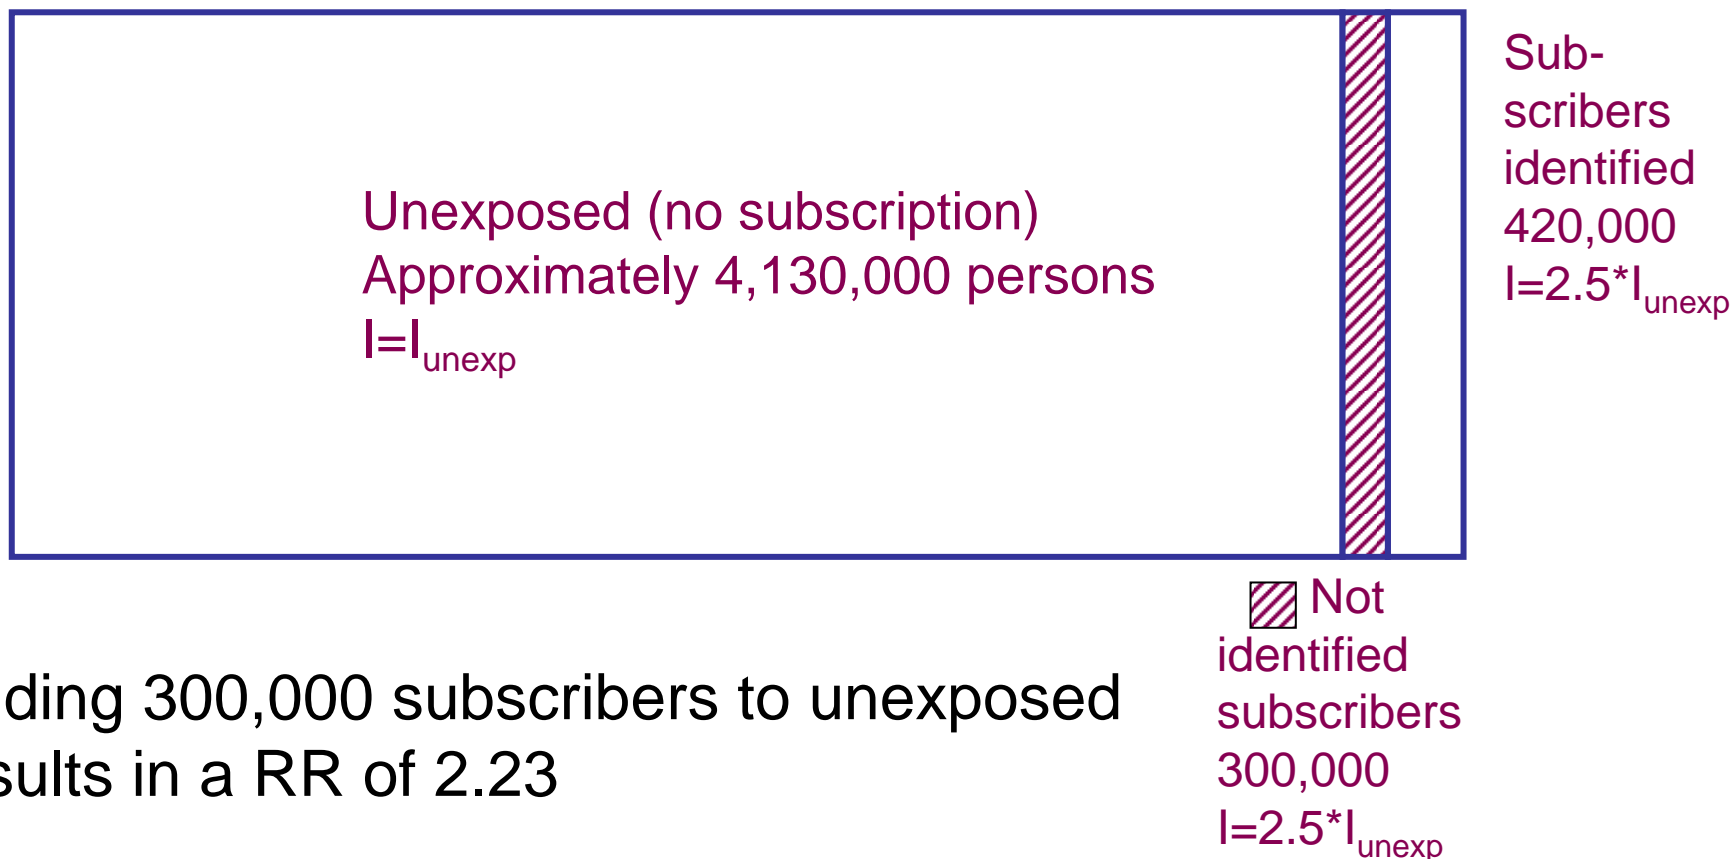 Sub-
scribers
identified
420,000
I=2.5*Iunexp
Unexposed (no subscription)
Approximately 4,130,000 persons
I=Iunexp
Not
identified
subscribers
300,000
I=2.5*Iunexp
ding 300,000 subscribers to unexposed
sults in a RR of 2.23